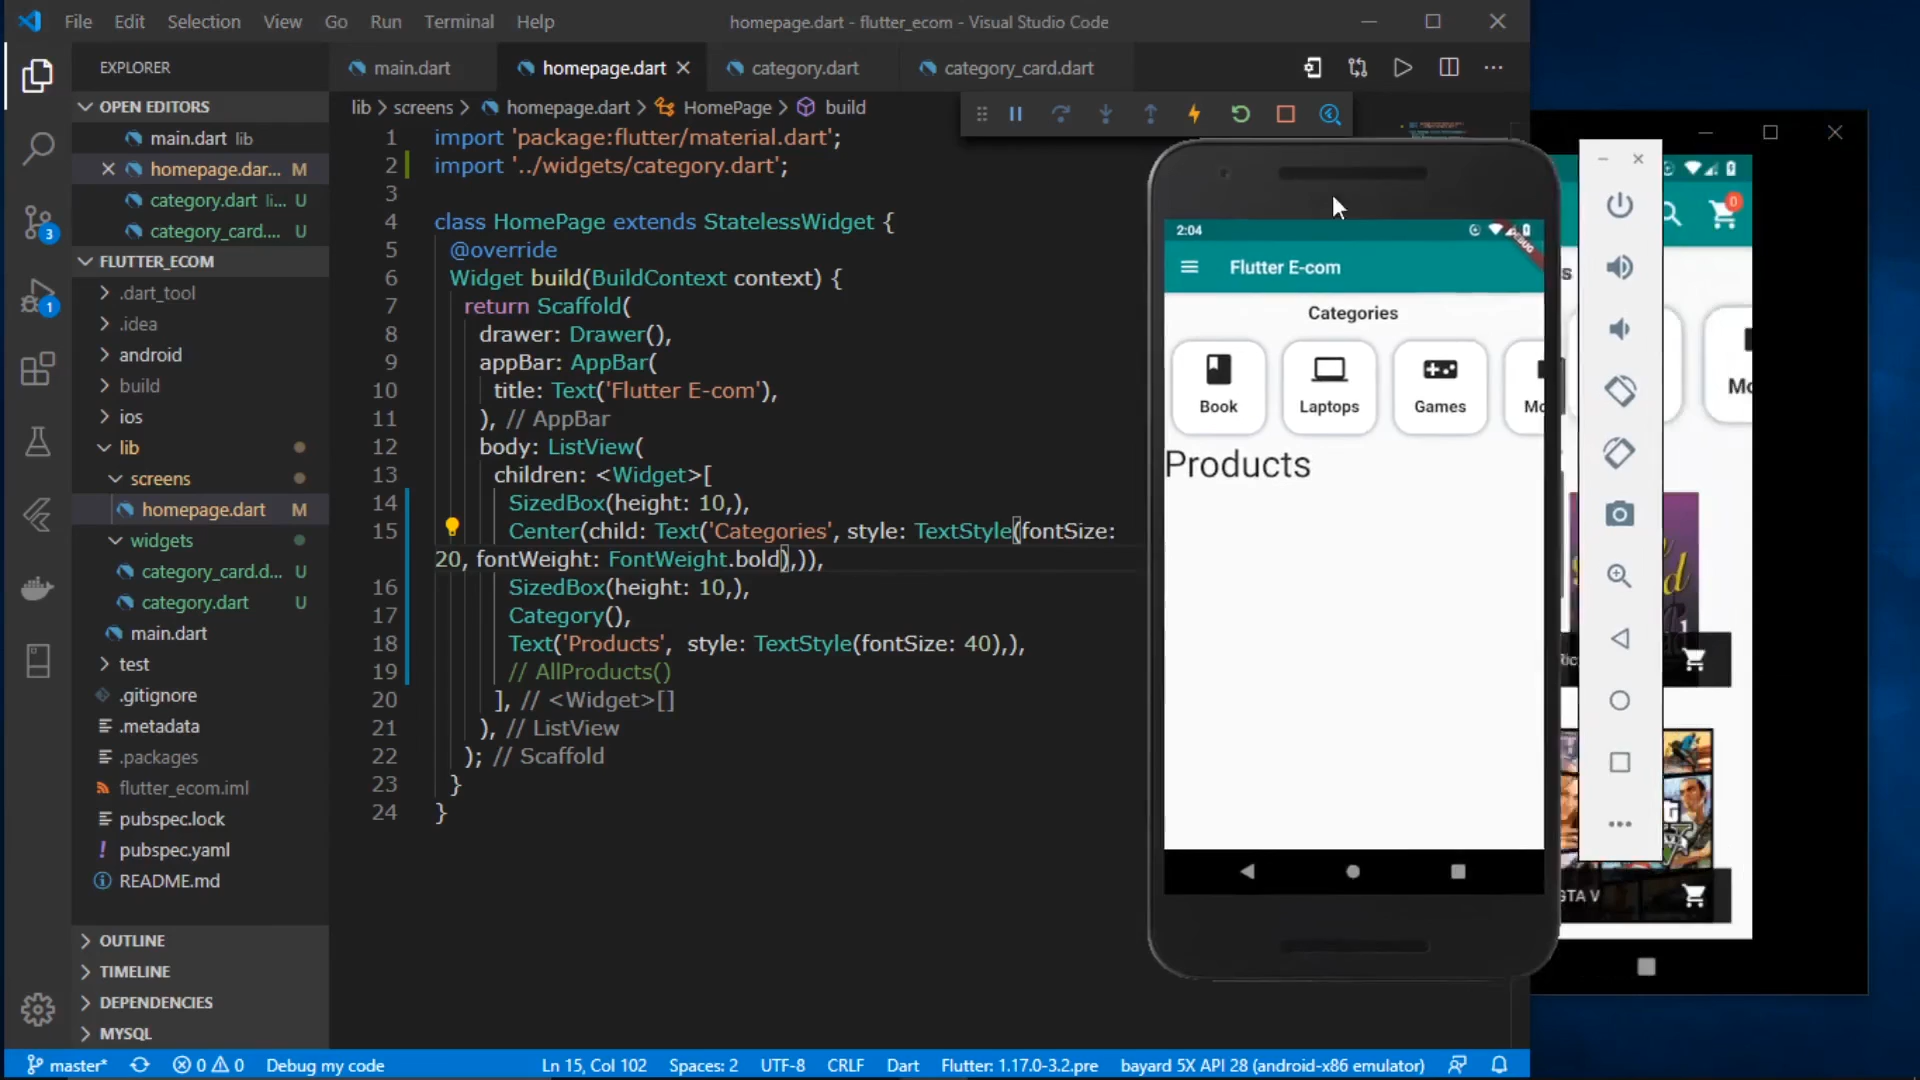 File Edit Selection View Go Run Terminal Help
homepage.dart - flutter_ecom - Visual Studio Code
EXPLORER
main.dart
homepage.dart
category.dart
category_card.dart
OPEN EDITORS
main.dart lib
homepage.dar... M
category.dart li... U
category_card.... U
FLUTTER_ECOM
.dart_tool
.idea
android
build
ios
lib
screens
homepage.dart M
widgets
category_card.d... U
category.dart U
main.dart
test
.gitignore
.metadata
.packages
flutter_ecom.iml
pubspec.lock
pubspec.yaml
README.md
OUTLINE
TIMELINE
DEPENDENCIES
MYSQL
3
1
lib > screens > homepage.dart > HomePage > build
1 import 'package:flutter/material.dart';
2 import '../widgets/category.dart';
3
4 class HomePage extends StatelessWidget {
5 @override
6 Widget build(BuildContext context) {
7 return Scaffold(
8 drawer: Drawer(),
9 appBar: AppBar(
10 title: Text('Flutter E-com'),
11 ), // AppBar
12 body: ListView(
13 children: <Widget>[
14 SizedBox(height: 10,),
15 Center(child: Text('Categories', style: TextStyle(fontSize:
20, fontWeight: FontWeight.bold),)),
16 SizedBox(height: 10,),
17 Category(),
18 Text('Products',  style: TextStyle(fontSize: 40),),
19 // AllProducts()
20 ], // <Widget>[]
21 ), // ListView
22 ); // Scaffold
23 }
24 }
2:04
DEBUG
Flutter E-com
Categories
Book
Laptops
Games
Mo
Products
0
s
Mo
Ric
GTA V
master*
0 0
Debug my code
Ln 15, Col 102
Spaces: 2
UTF-8
CRLF
Dart
Flutter: 1.17.0-3.2.pre
bayard 5X API 28 (android-x86 emulator)